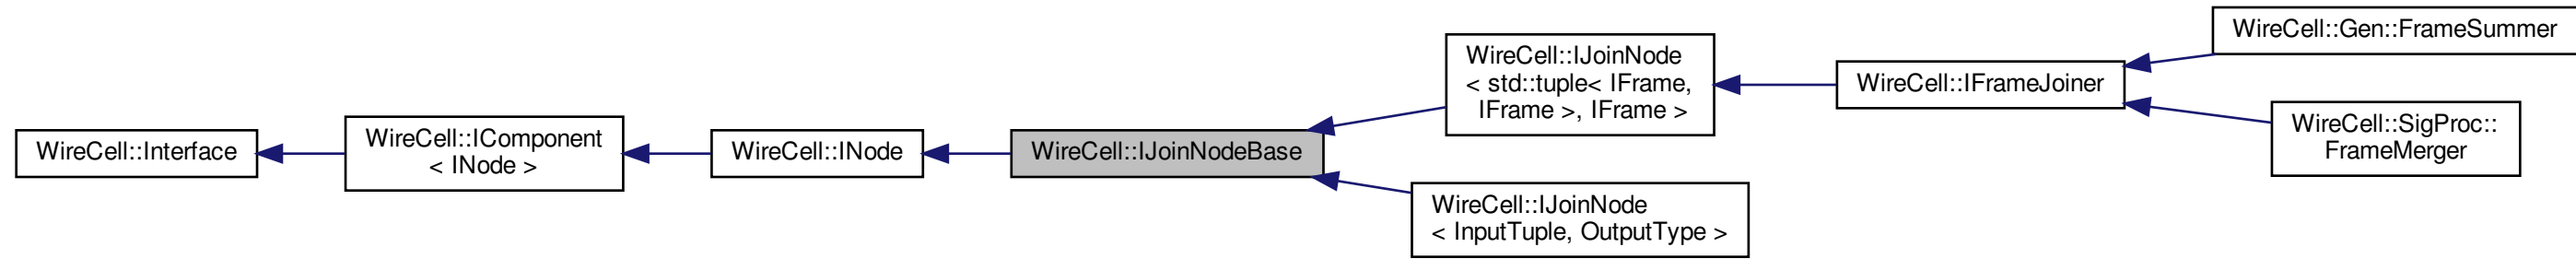 WireCell::Interface
WireCell::IComponent
< INode >
WireCell::INode
WireCell::IJoinNodeBase
WireCell::IJoinNode
< std::tuple< IFrame,
IFrame >, IFrame >
WireCell::IJoinNode
< InputTuple, OutputType >
WireCell::IFrameJoiner
WireCell::Gen::FrameSummer
WireCell::SigProc::
FrameMerger